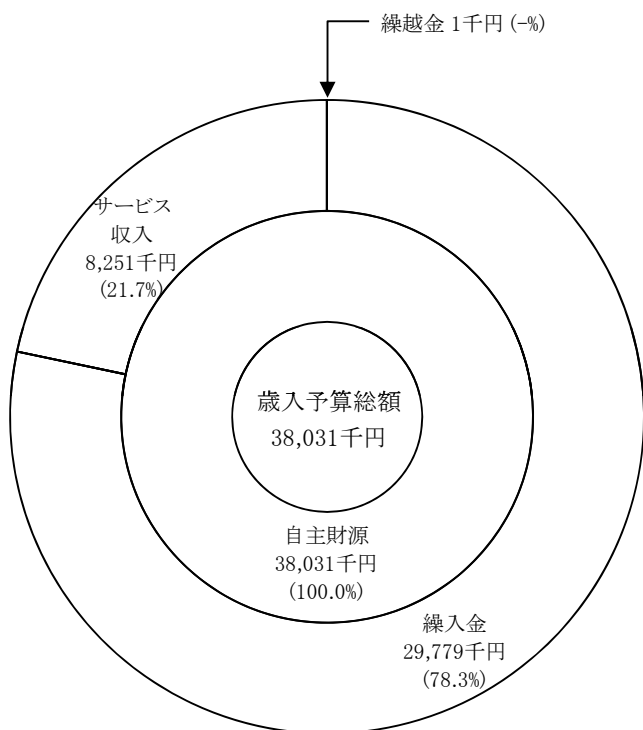 繰越金 1千円 (-%)
サービス
収入
8,251千円
(21.7%)
歳入予算総額
38,031千円
自主財源
38,031千円
(100.0%)
繰入金
29,779千円
(78.3%)